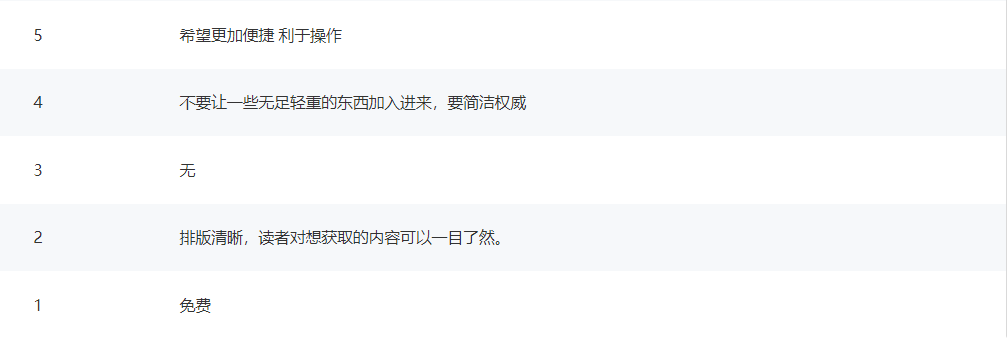 5 希望更加便捷 利于操作
4 不要让一些无足轻重的东西加入进来，要简洁权威
3 无
2 排版清晰，读者对想获取的内容可以一目了然。
1 免费